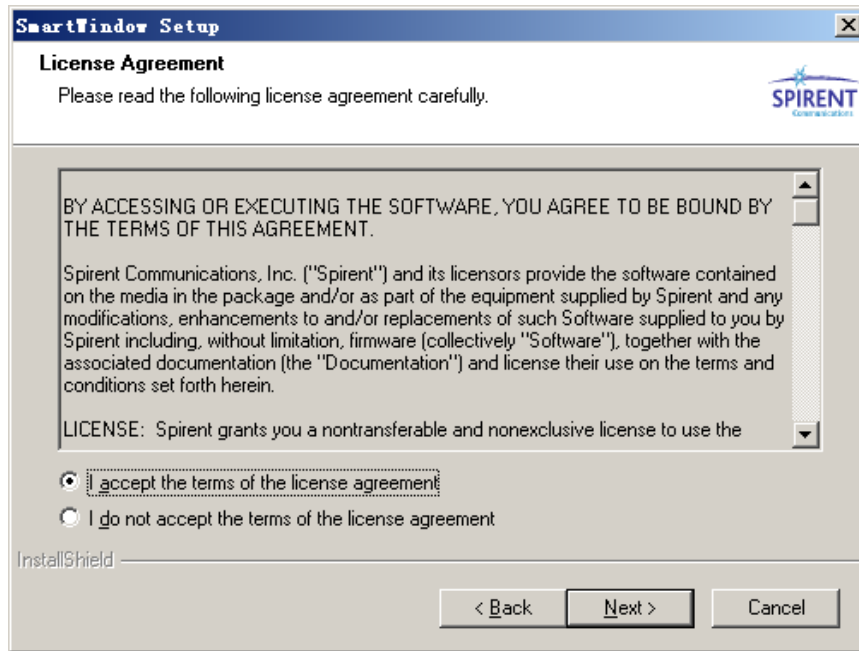 SmartWindow Setup
License Agreement
Please read the following license agreement carefully.
SPIRENT
Communications
BY ACCESSING OR EXECUTING THE SOFTWARE, YOU AGREE TO BE BOUND BY
THE TERMS OF THIS AGREEMENT.
Spirent Communications, Inc. ("Spirent") and its licensors provide the software contained
on the media in the package and/or as part of the equipment supplied by Spirent and any
modifications, enhancements to and/or replacements of such Software supplied to you by
Spirent including, without limitation, firmware (collectively "Software"), together with the
associated documentation (the "Documentation") and license their use on the terms and
conditions set forth herein.
LICENSE:  Spirent grants you a nontransferable and nonexclusive license to use the
I accept the terms of the license agreement
I do not accept the terms of the license agreement
InstallShield
< Back
Next >
Cancel